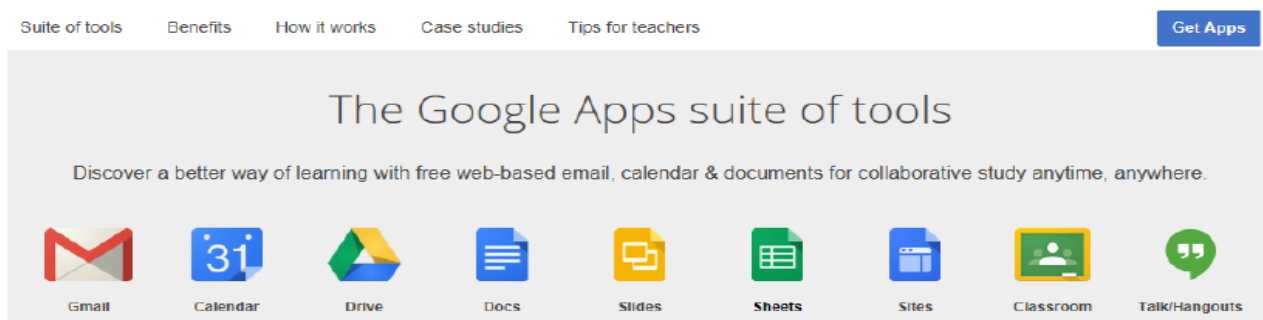 Suite of tools Benefits How it works Case studies Tips for teachers Get Apps
The Google Apps suite of tools
Discover a better way of learning with free web-based email, calendar & documents for collaborative study anytime, anywhere.
31
Gmail Calendar Drive Docs Slides Sheets Sites Classroom Talk/Hangouts